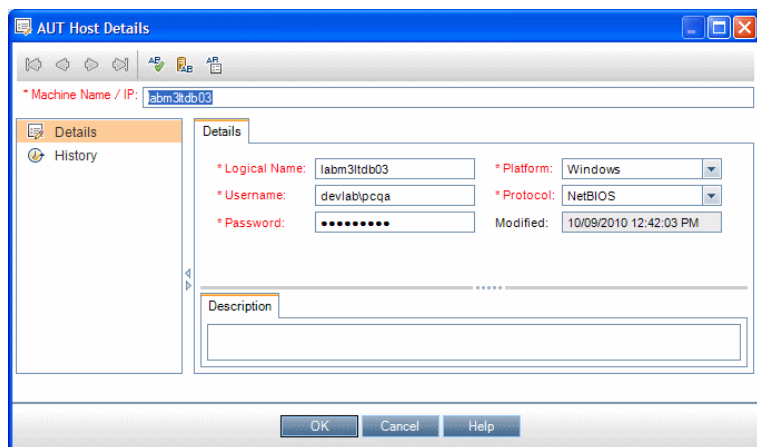 AUT Host Details
* Machine Name / IP: labm3ltdb03
Details
History
Details
* Logical Name: labm3ltdb03 * Platform: Windows
* Username: devlab\pcqa * Protocol: NetBIOS
* Password: ••••••••• Modified: 10/09/2010 12:42:03 PM
Description
OK Cancel Help